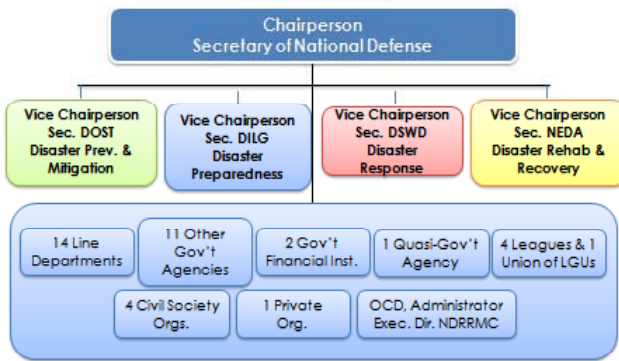 Chairperson
Secretary of National Defense
Vice Chairperson
Sec. DOST
Disaster Prev. &
Mitigation
Vice Chairperson
Sec. DILG
Disaster
Preparedness
Vice Chairperson
Sec. DSWD
Disaster
Response
Vice Chairperson
Sec. NEDA
Disaster Rehab &
Recovery
14 Line
Departments
11 Other
Gov't
Agencies
2 Gov't
Financial Inst.
1 Quasi-Gov't
Agency
4 Leagues & 1
Union of LGUs
4 Civil Society
Orgs.
1 Private
Org.
OCD, Administrator
Exec. Dir. NDRRMC